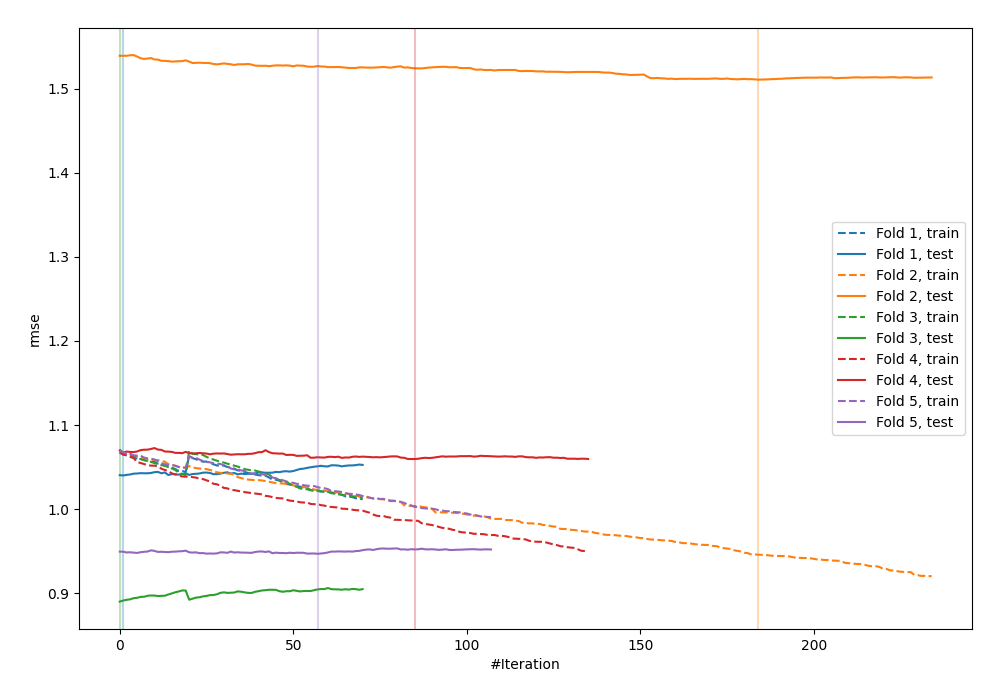 1.5
1.4
1.3
1.2
1.1
1.0
0.9
rmse
0
50
100
150
200
#Iteration
Fold 1, train
Fold 1, test
Fold 2, train
Fold 2, test
Fold 3, train
Fold 3, test
Fold 4, train
Fold 4, test
Fold 5, train
Fold 5, test